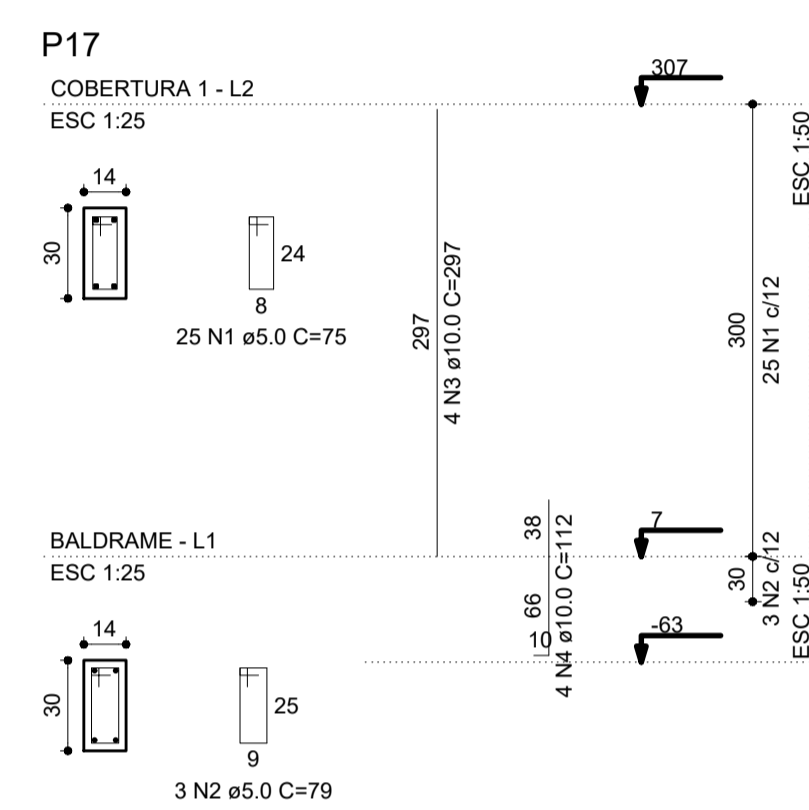 P17
COBERTURA 1 - L2
ESC 1:25
307
ESC 1:50
14
30
24
8
25 N1 ø5.0 C=75
297
4 N3 ø10.0 C=297
300
25 N1 c/12
BALDRAME - L1
ESC 1:25
38
66
10
4 N4 ø10.0 C=112
7
-63
30
3 N2 c/12
ESC 1:50
14
30
25
9
3 N2 ø5.0 C=79